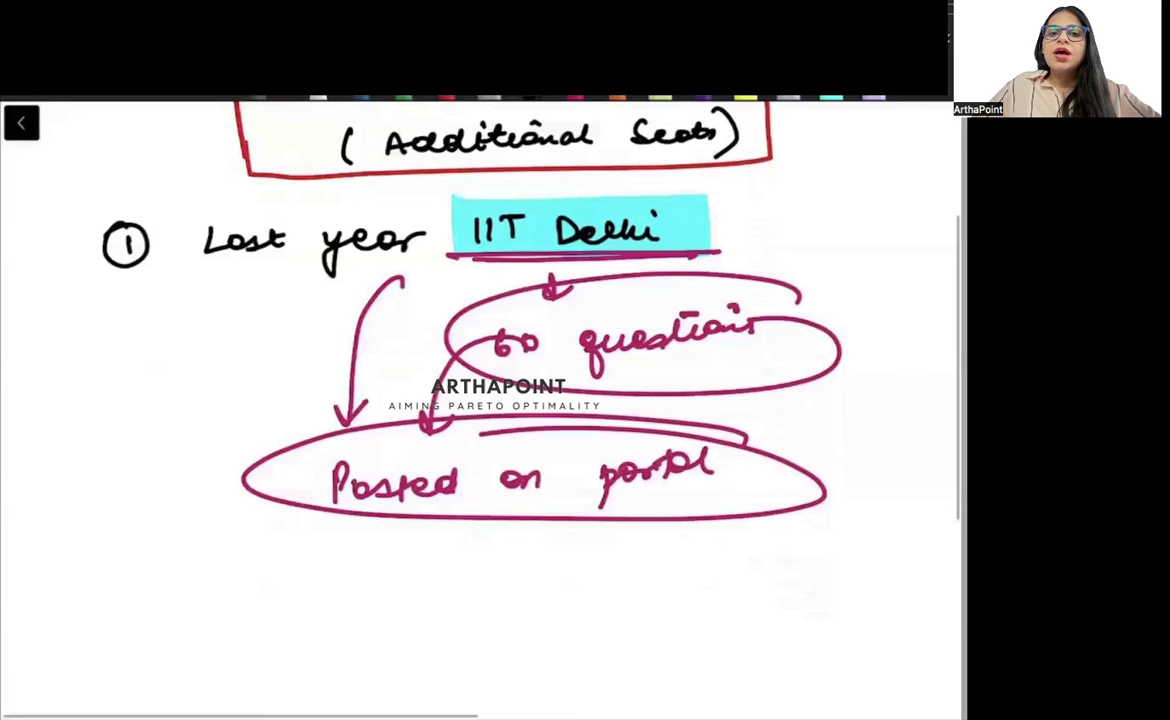 ArthaPoint
( Additional Seats)
① Last year IIT Delhi
60 questions
ARTHAPOINT
AIMING PARETO OPTIMALITY
Posted on portal